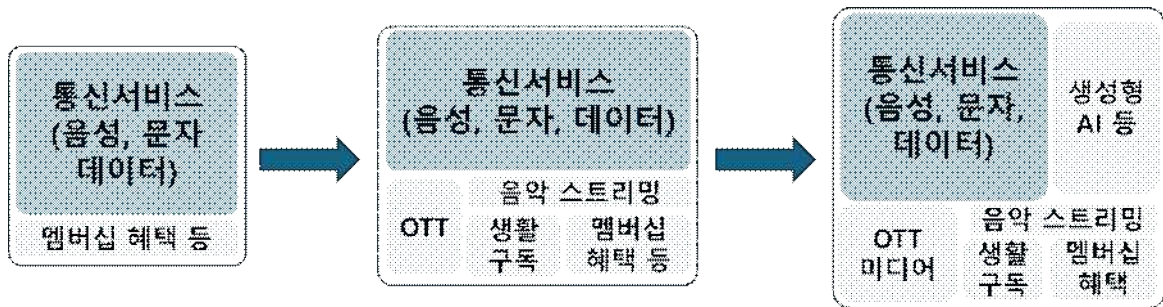 통신서비스
(음성, 문자
데이터)
멤버십 혜택 등
통신서비스
(음성, 문자, 데이터)
OTT
음악 스트리밍
생활
구독
멤버십
혜택 등
통신서비스
(음성, 문자,
데이터)
생성형
AI 등
OTT
미디어
음악 스트리밍
생활
구독
멤버십
혜택